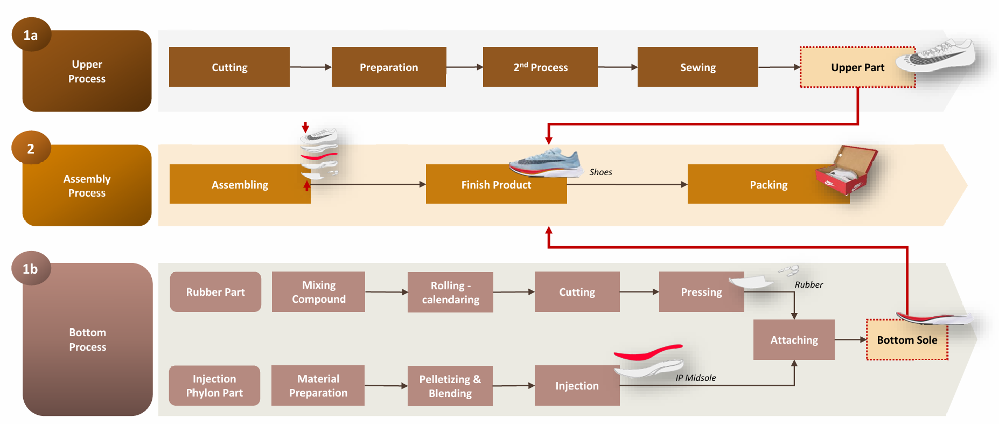 1a
Upper
Process
Cutting
Preparation
2nd Process
Sewing
Upper Part
2
Assembly
Process
Assembling
Finish Product
Shoes
Packing
1b
Bottom
Process
Rubber Part
Mixing
Compound
Rolling -
calendaring
Cutting
Pressing
Rubber
Attaching
Bottom Sole
Injection
Phylon Part
Material
Preparation
Pelletizing &
Blending
Injection
IP Midsole